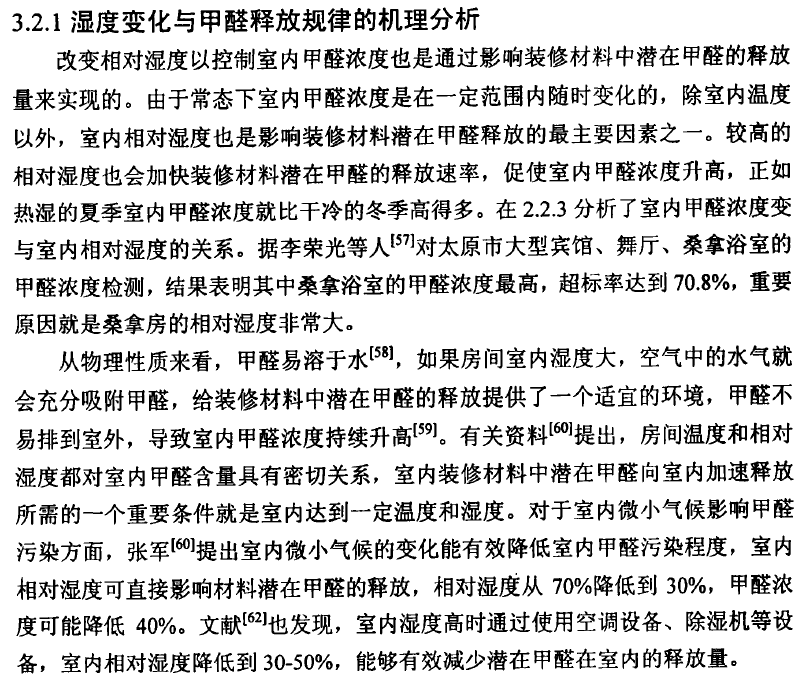 3.2.1 湿度变化与甲醛释放规律的机理分析
改变相对湿度以控制室内甲醛浓度也是通过影响装修材料中潜在甲醛的释放
量来实现的。由于常态下室内甲醛浓度是在一定范围内随时变化的，除室内温度
以外，室内相对湿度也是影响装修材料潜在甲醛释放的最主要因素之一。较高的
相对湿度也会加快装修材料潜在甲醛的释放速率，促使室内甲醛浓度升高，正如
热湿的夏季室内甲醛浓度就比干冷的冬季高得多。在 2.2.3 分析了室内甲醛浓度变
与室内相对湿度的关系。据李荣光等人[57]对太原市大型宾馆、舞厅、桑拿浴室的
甲醛浓度检测，结果表明其中桑拿浴室的甲醛浓度最高，超标率达到 70.8%，重要
原因就是桑拿房的相对湿度非常大。
从物理性质来看，甲醛易溶于水[58]，如果房间室内湿度大，空气中的水气就
会充分吸附甲醛，给装修材料中潜在甲醛的释放提供了一个适宜的环境，甲醛不
易排到室外，导致室内甲醛浓度持续升高[59]。有关资料[60]提出，房间温度和相对
湿度都对室内甲醛含量具有密切关系，室内装修材料中潜在甲醛向室内加速释放
所需的一个重要条件就是室内达到一定温度和湿度。对于室内微小气候影响甲醛
污染方面，张军[60]提出室内微小气候的变化能有效降低室内甲醛污染程度，室内
相对湿度可直接影响材料潜在甲醛的释放，相对湿度从 70%降低到 30%，甲醛浓
度可能降低 40%。文献[62]也发现，室内湿度高时通过使用空调设备、除湿机等设
备，室内相对湿度降低到 30-50%，能够有效减少潜在甲醛在室内的释放量。